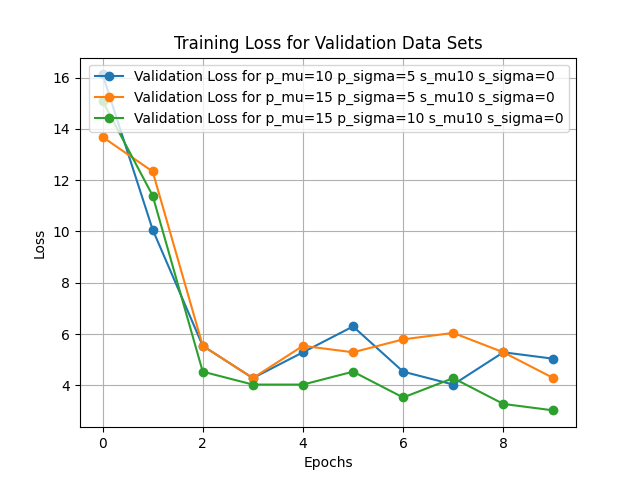 Training Loss for Validation Data Sets
Validation Loss for p_mu=10 p_sigma=5 s_mu10 s_sigma=0
Validation Loss for p_mu=15 p_sigma=5 s_mu10 s_sigma=0
Validation Loss for p_mu=15 p_sigma=10 s_mu10 s_sigma=0
16
14
12
10
8
6
4
Loss
0 2 4 6 8
Epochs